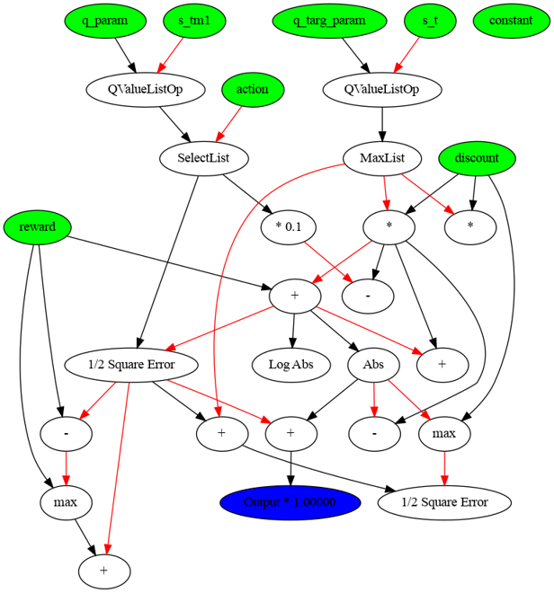 q_param
s_tm1
q_targ_param
s_t
constant
QValueListOp
action
QValueListOp
SelectList
MaxList
discount
reward
* 0.1
*
*
+
-
1/2 Square Error
Log Abs
Abs
+
-
+
+
-
max
max
Output * 1.00000
1/2 Square Error
+